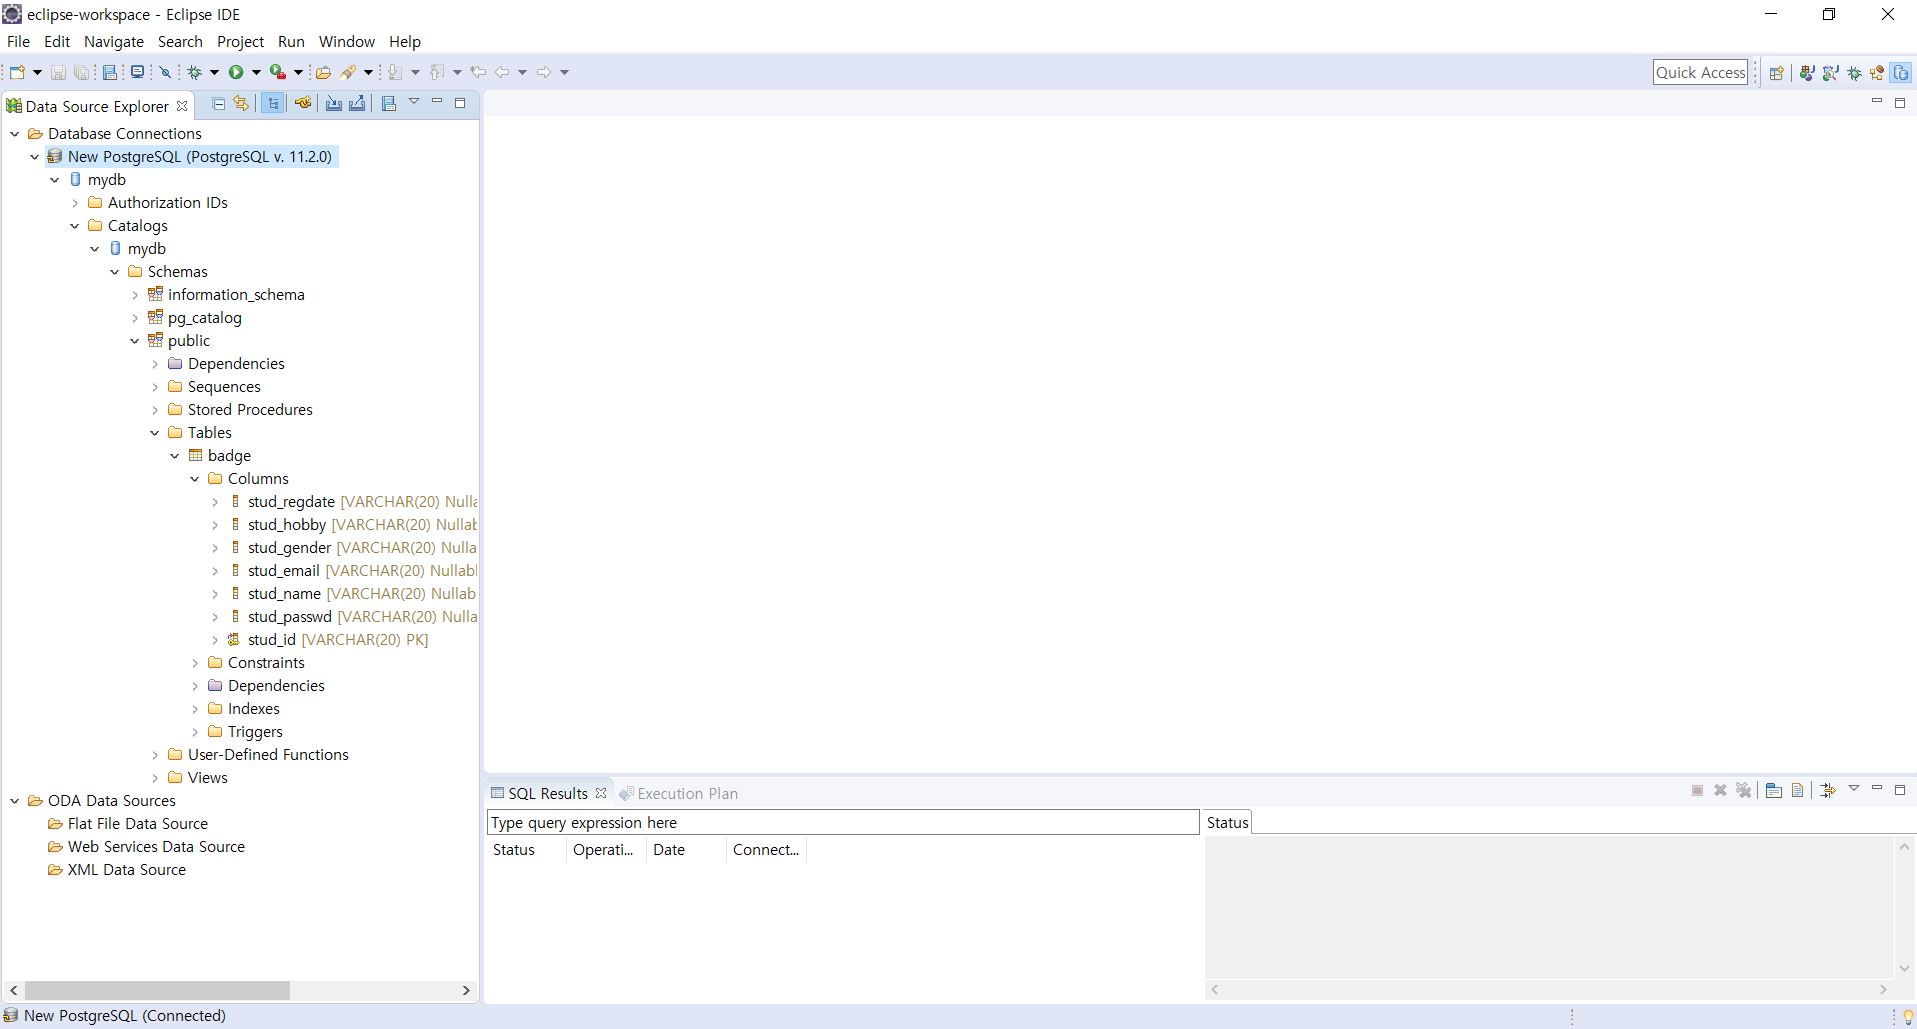 eclipse-workspace - Eclipse IDE
File Edit Navigate Search Project Run Window Help
Quick Access
Data Source Explorer
Database Connections
New PostgreSQL (PostgreSQL v. 11.2.0)
mydb
Authorization IDs
Catalogs
mydb
Schemas
information_schema
pg_catalog
public
Dependencies
Sequences
Stored Procedures
Tables
badge
Columns
stud_regdate [VARCHAR(20) Nulla
stud_hobby [VARCHAR(20) Nullab
stud_gender [VARCHAR(20) Nulla
stud_email [VARCHAR(20) Nullabl
stud_name [VARCHAR(20) Nullab
stud_passwd [VARCHAR(20) Nulla
stud_id [VARCHAR(20) PK]
Constraints
Dependencies
Indexes
Triggers
User-Defined Functions
Views
ODA Data Sources
Flat File Data Source
Web Services Data Source
XML Data Source
SQL Results Execution Plan
Type query expression here
Status
Status Operati... Date Connect...
New PostgreSQL (Connected)